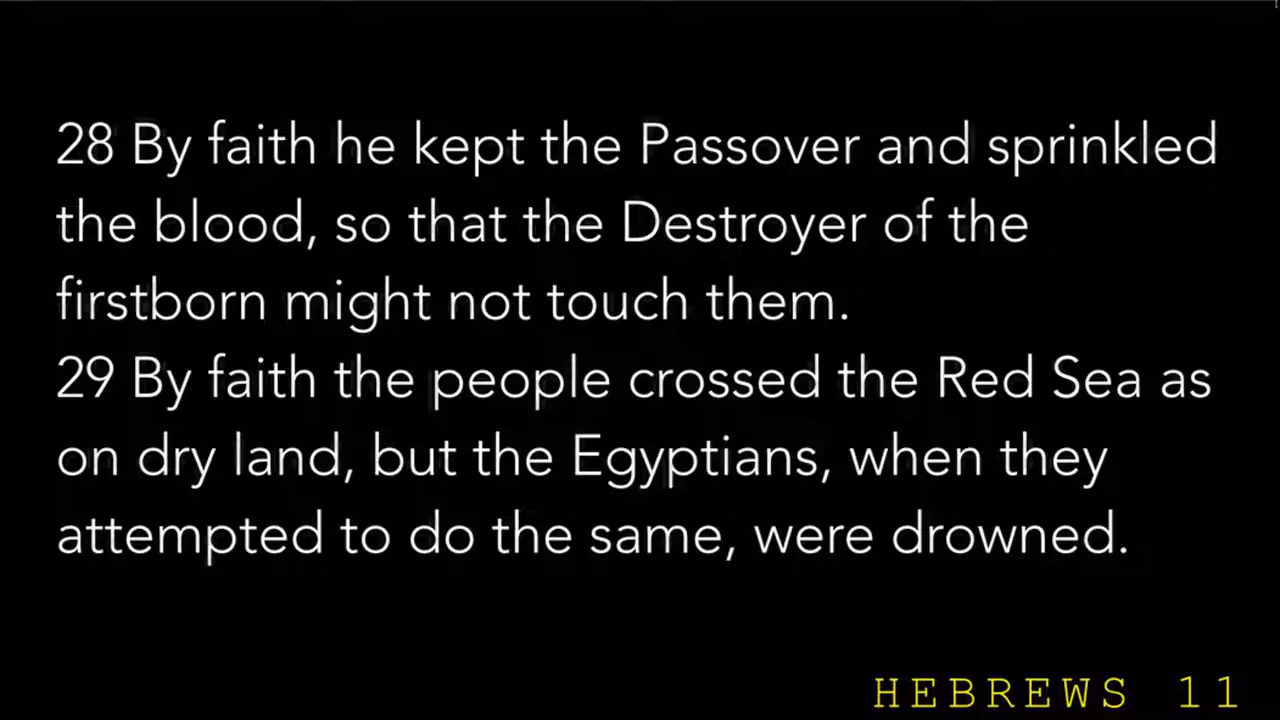 28 By faith he kept the Passover and sprinkled
the blood, so that the Destroyer of the
firstborn might not touch them.
29 By faith the people crossed the Red Sea as
on dry land, but the Egyptians, when they
attempted to do the same, were drowned.
HEBREWS 11